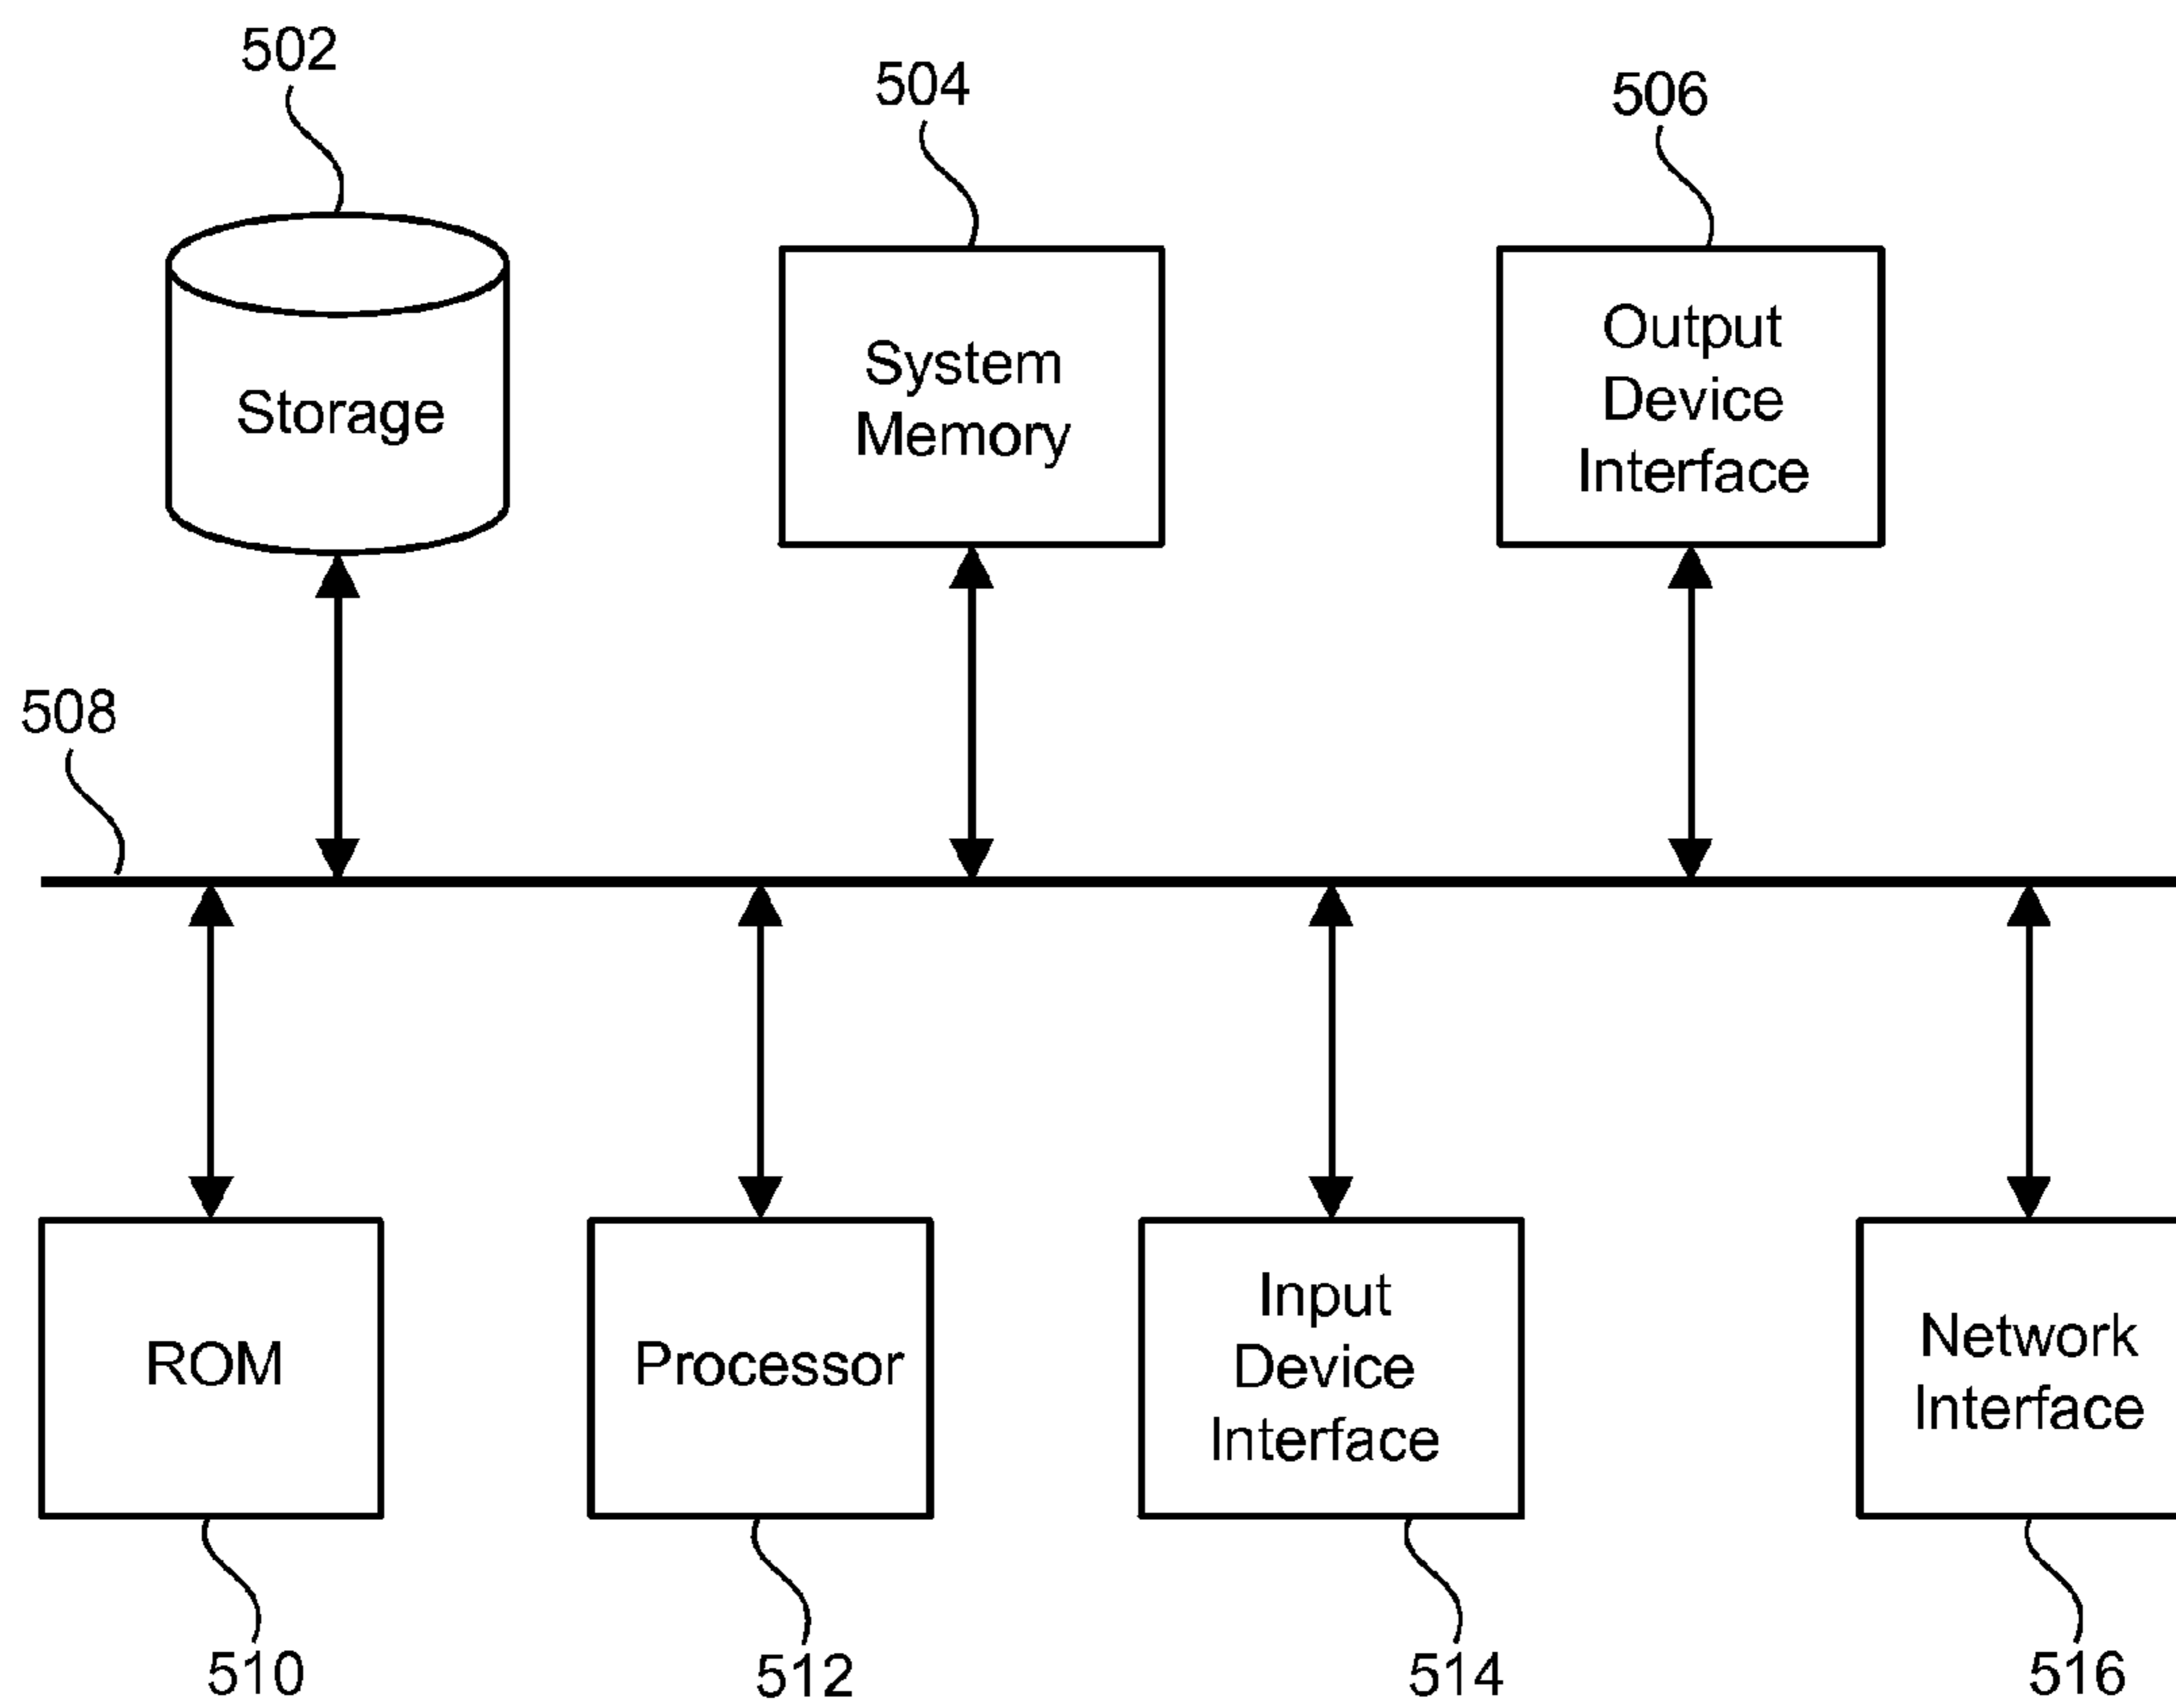 502
504
506
Storage
System
Memory
Output
Device
Interface
508
ROM
Processor
Input
Device
Interface
Network
Interface
510
512
514
516